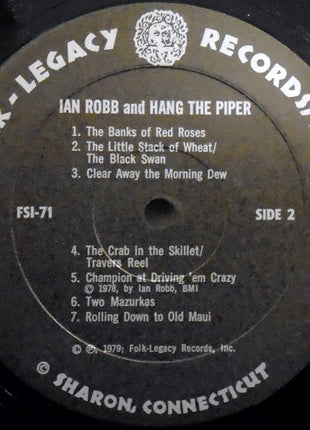 K - LEGACY RECORDS
IAN ROBB and HANG THE PIPER
1. The Banks of Red Roses
2. The Little Stack of Wheat/
The Black Swan
3. Clear Away the Morning Dew
FSI-71
SIDE 2
4. The Crab in the Skillet/
Travers Reel
5. Champion at Driving 'em Crazy
© 1978, by Ian Robb, BMI
6. Two Mazurkas
7. Rolling Down to Old Maui
© ℗, 1979; Folk-Legacy Records, Inc.
© SHARON, CONNECTICUT